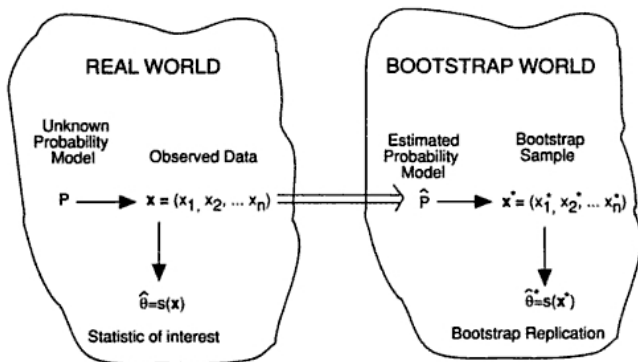 REAL WORLD
Unknown
Probability
Model
Observed Data
P
x = (x₁, x₂, ... xₙ)
θ̂=s(x)
Statistic of interest
BOOTSTRAP WORLD
Estimated
Probability
Model
Bootstrap
Sample
P̂
x* = (x₁*, x₂*, ... xₙ*)
θ̂*=s(x*)
Bootstrap Replication